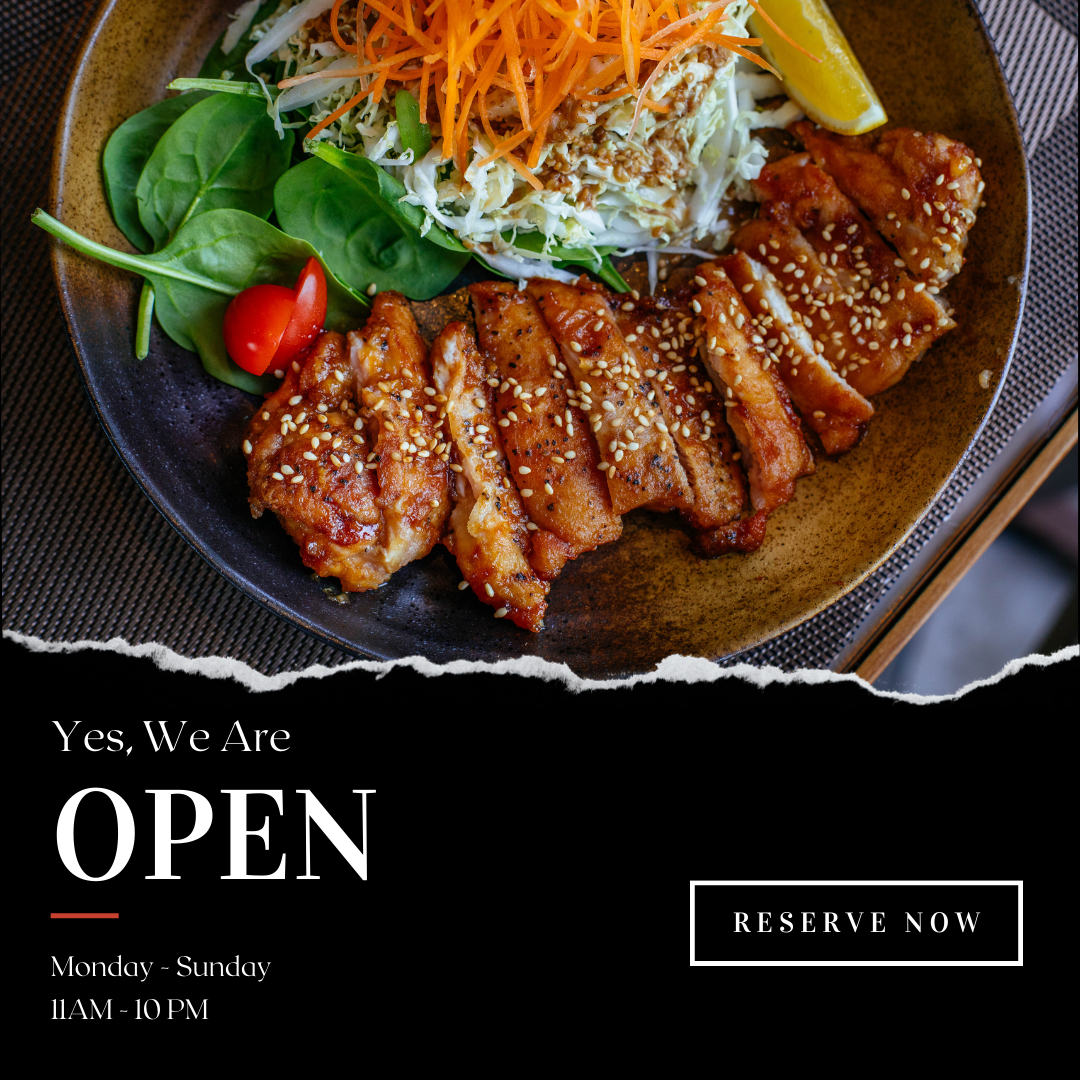 Yes, We Are
OPEN
Monday - Sunday
11AM - 10 PM
RESERVE NOW